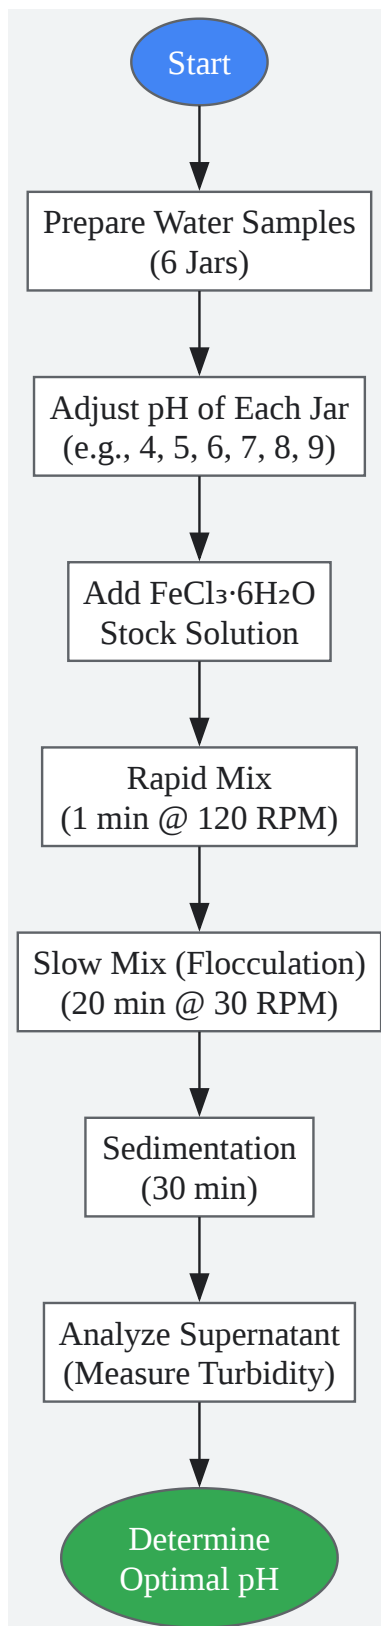 Start
Prepare Water Samples
(6 Jars)
Adjust pH of Each Jar
(e.g., 4, 5, 6, 7, 8, 9)
Add FeCl₃·6H₂O
Stock Solution
Rapid Mix
(1 min @ 120 RPM)
Slow Mix (Flocculation)
(20 min @ 30 RPM)
Sedimentation
(30 min)
Analyze Supernatant
(Measure Turbidity)
Determine
Optimal pH